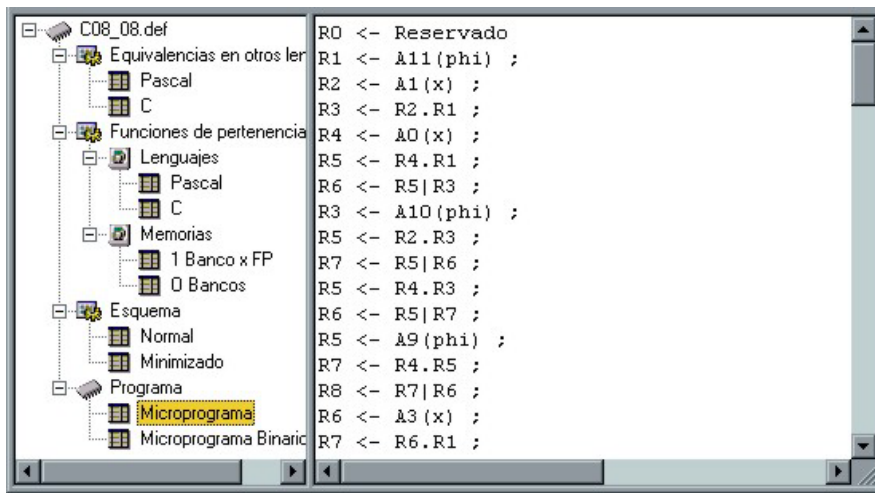 C08_08.def
Equivalencias en otros len
Pascal
C
Funciones de pertenencia
Lenguajes
Pascal
C
Memorias
1 Banco x FP
0 Bancos
Esquema
Normal
Minimizado
Programa
Microprograma
Microprograma Binario
R0 <- Reservado
R1 <- A11(phi) ;
R2 <- A1(x) ;
R3 <- R2.R1 ;
R4 <- A0(x) ;
R5 <- R4.R1 ;
R6 <- R5|R3 ;
R3 <- A10(phi) ;
R5 <- R2.R3 ;
R7 <- R5|R6 ;
R5 <- R4.R3 ;
R6 <- R5|R7 ;
R5 <- A9(phi) ;
R7 <- R4.R5 ;
R8 <- R7|R6 ;
R6 <- A3(x) ;
R7 <- R6.R1 ;